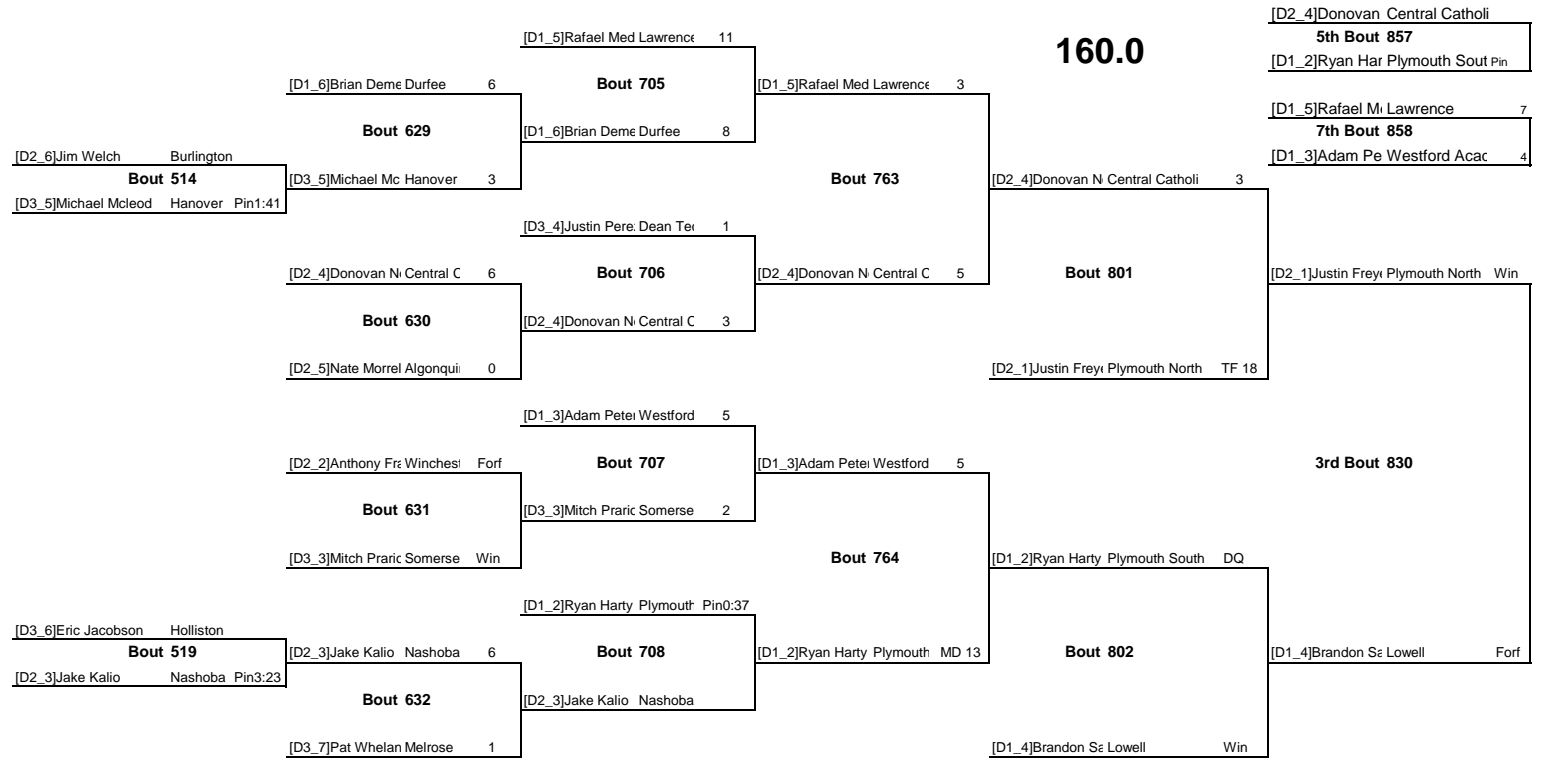 [D2_4]Donovan Central Catholi
[D1_5]Rafael Med Lawrence 11
5th Bout 857
160.0
[D1_2]Ryan Har Plymouth Sout Pin
[D1_6]Brian Deme Durfee 6
Bout 705
[D1_5]Rafael Med Lawrence 3
[D1_5]Rafael M Lawrence 7
Bout 629
[D1_6]Brian Deme Durfee 8
7th Bout 858
[D2_6]Jim Welch Burlington
[D1_3]Adam Pe Westford Acac 4
Bout 514
[D3_5]Michael Mc Hanover 3
Bout 763
[D2_4]Donovan N Central Catholi 3
[D3_5]Michael Mcleod Hanover Pin1:41
[D3_4]Justin Pere Dean Tec 1
[D2_4]Donovan N Central C 6
Bout 706
[D2_4]Donovan N Central C 5
Bout 801
[D2_1]Justin Frey Plymouth North Win
Bout 630
[D2_4]Donovan N Central C 3
[D2_5]Nate Morrel Algonqui 0
[D2_1]Justin Frey Plymouth North TF 18
[D1_3]Adam Pete Westford 5
[D2_2]Anthony Fra Winchest Forf
Bout 707
[D1_3]Adam Pete Westford 5
3rd Bout 830
Bout 631
[D3_3]Mitch Praric Somerse 2
[D3_3]Mitch Praric Somerse Win
Bout 764
[D1_2]Ryan Harty Plymouth South DQ
[D1_2]Ryan Harty Plymouth Pin0:37
[D3_6]Eric Jacobson Holliston
Bout 519
[D2_3]Jake Kalio Nashoba 6
Bout 708
[D1_2]Ryan Harty Plymouth MD 13
Bout 802
[D1_4]Brandon Sa Lowell Forf
[D2_3]Jake Kalio Nashoba Pin3:23
Bout 632
[D2_3]Jake Kalio Nashoba
[D3_7]Pat Whelan Melrose 1
[D1_4]Brandon Sa Lowell Win